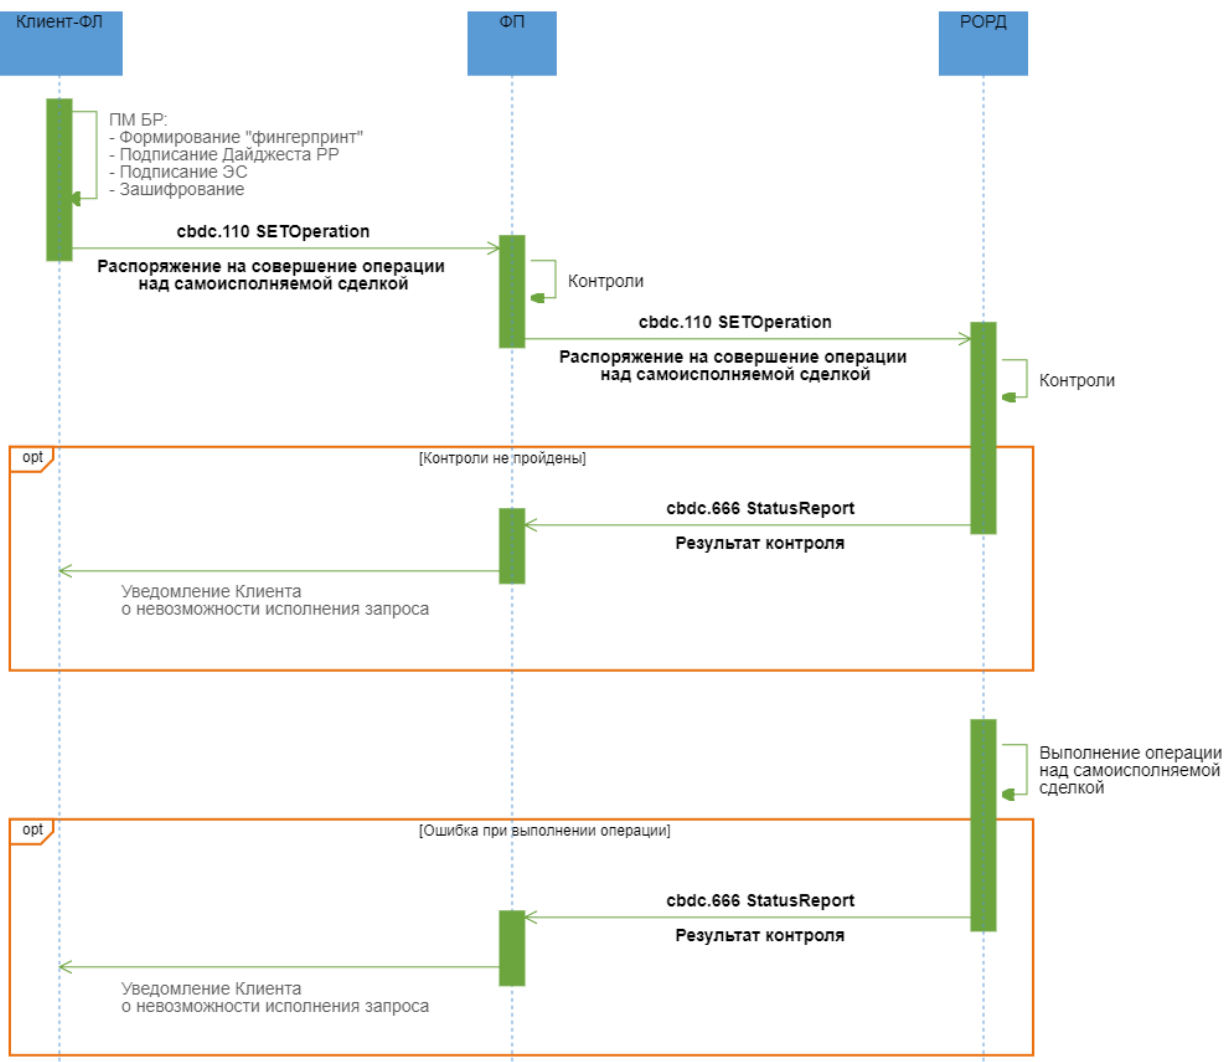 Клиент-ФЛ
ФП
РОРД
ПМ БР:
- Формирование "фингерпринт"
- Подписание Дайджеста РР
- Подписание ЭС
- Зашифрование
cbdc.110 SETOperation
Распоряжение на совершение операции
над самоисполняемой сделкой
Контроли
cbdc.110 SETOperation
Распоряжение на совершение операции
над самоисполняемой сделкой
Контроли
opt
[Контроли не пройдены]
cbdc.666 StatusReport
Результат контроля
Уведомление Клиента
о невозможности исполнения запроса
Выполнение операции
над самоисполняемой
сделкой
opt
[Ошибка при выполнении операции]
cbdc.666 StatusReport
Результат контроля
Уведомление Клиента
о невозможности исполнения запроса